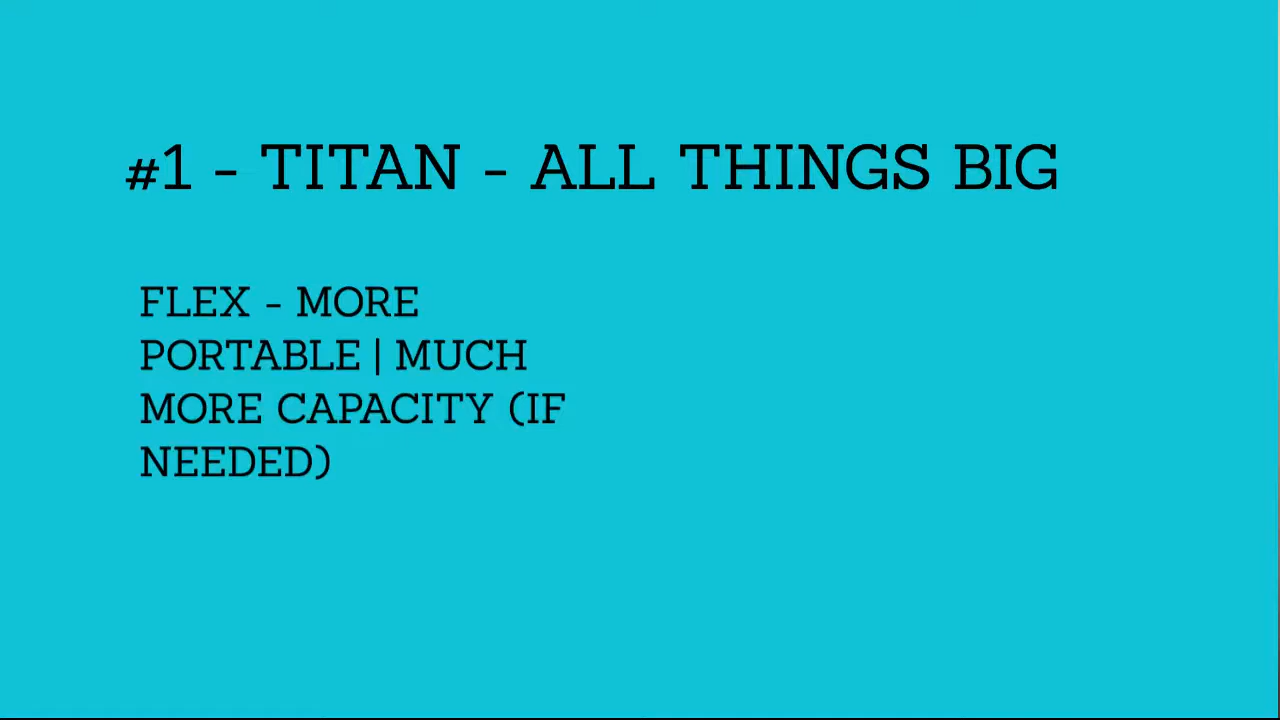 #1 - TITAN - ALL THINGS BIG
FLEX - MORE
PORTABLE | MUCH
MORE CAPACITY (IF
NEEDED)